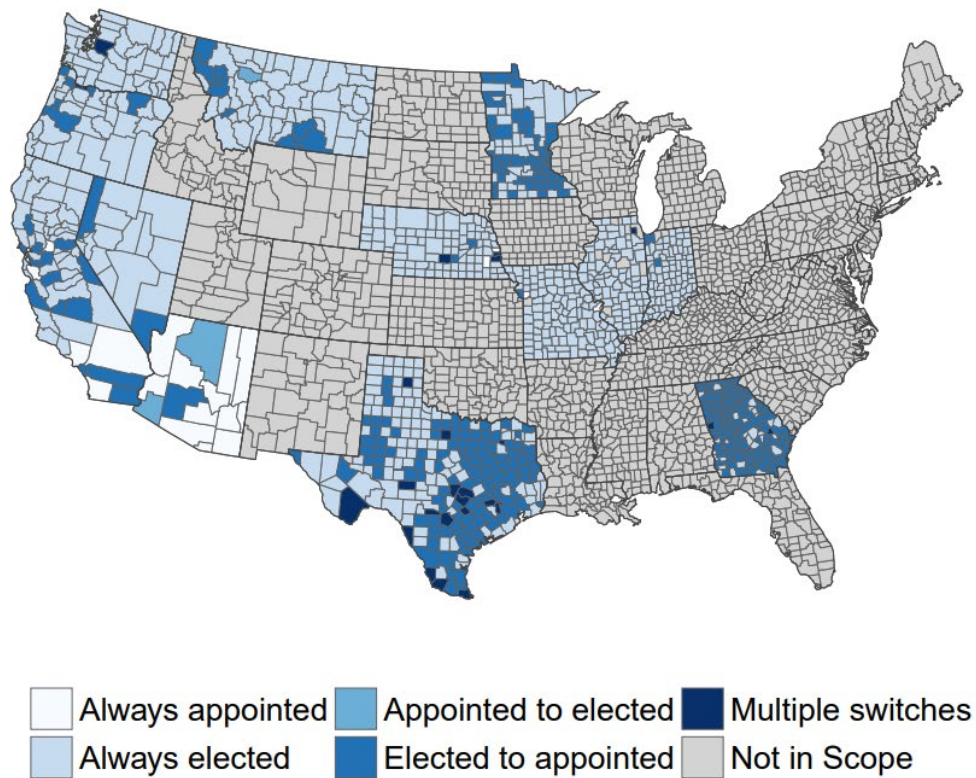 Always appointed Appointed to elected Multiple switches
Always elected Elected to appointed Not in Scope